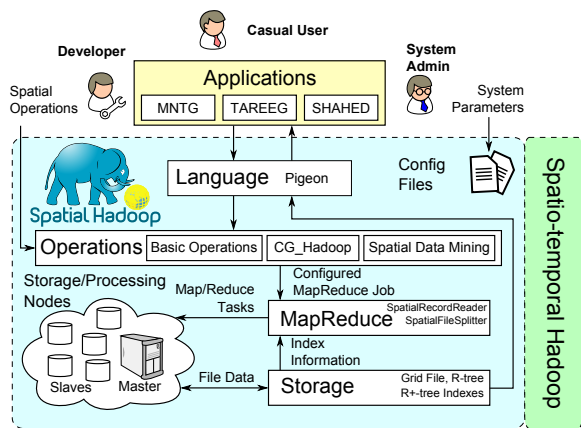 Casual User
Developer
System
Admin
Applications
MNTG
TAREEG
SHAHED
Spatial
Operations
System
Parameters
Language
Pigeon
Config
Files
Spatial Hadoop
Operations
Basic Operations
CG_Hadoop
Spatial Data Mining
Storage/Processing
Nodes
Map/Reduce
Tasks
Configured
MapReduce Job
MapReduce
SpatialRecordReader
SpatialFileSplitter
Index
Information
Slaves
Master
File Data
Storage
Grid File, R-tree
R+-tree Indexes
Spatio-temporal Hadoop